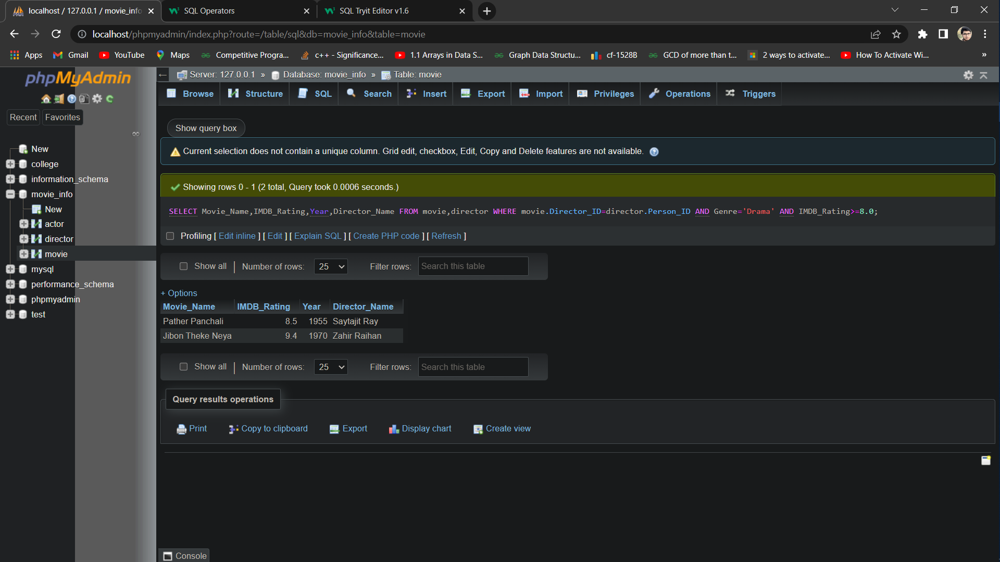 localhost / 127.0.0.1 / movie_info
SQL Operators
SQL Tryit Editor v1.6
localhost/phpmyadmin/index.php?route=/table/sql&db=movie_info&table=movie
Apps
Gmail
YouTube
Maps
Competitive Progra...
c++ - Significance...
1.1 Arrays in Data S...
Graph Data Structu...
cf-1528B
GCD of more than t...
2 ways to activate...
How To Activate Wi...
»
phpMyAdmin
Recent
Favorites
New
college
information_schema
movie_info
New
actor
director
movie
mysql
performance_schema
phpmyadmin
test
Server: 127.0.0.1 » Database: movie_info » Table: movie
Browse
Structure
SQL
Search
Insert
Export
Import
Privileges
Operations
Triggers
Show query box
Current selection does not contain a unique column. Grid edit, checkbox, Edit, Copy and Delete features are not available.
Showing rows 0 - 1 (2 total, Query took 0.0006 seconds.)
SELECT Movie_Name,IMDB_Rating,Year,Director_Name FROM movie,director WHERE movie.Director_ID=director.Person_ID AND Genre='Drama' AND IMDB_Rating>=8.0;
Profiling [ Edit inline ] [ Edit ] [ Explain SQL ] [ Create PHP code ] [ Refresh ]
Show all | Number of rows: 25 Filter rows: Search this table
+ Options
Movie_Name IMDB_Rating Year Director_Name
Pather Panchali 8.5 1955 Saytajit Ray
Jibon Theke Neya 9.4 1970 Zahir Raihan
Show all | Number of rows: 25 Filter rows: Search this table
Query results operations
Print
Copy to clipboard
Export
Display chart
Create view
Console